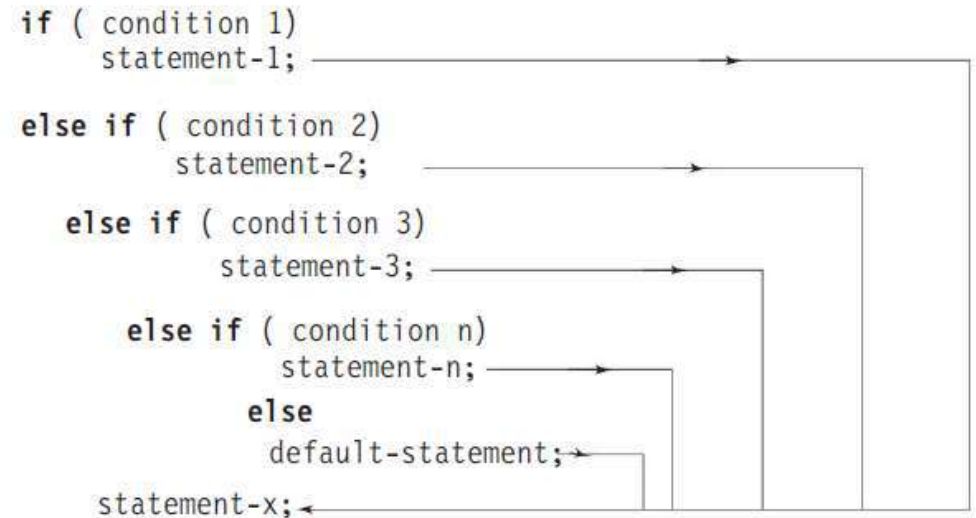 if ( condition 1)
statement-1;
else if ( condition 2)
statement-2;
else if ( condition 3)
statement-3;
else if ( condition n)
statement-n;
else
default-statement;
statement-x;